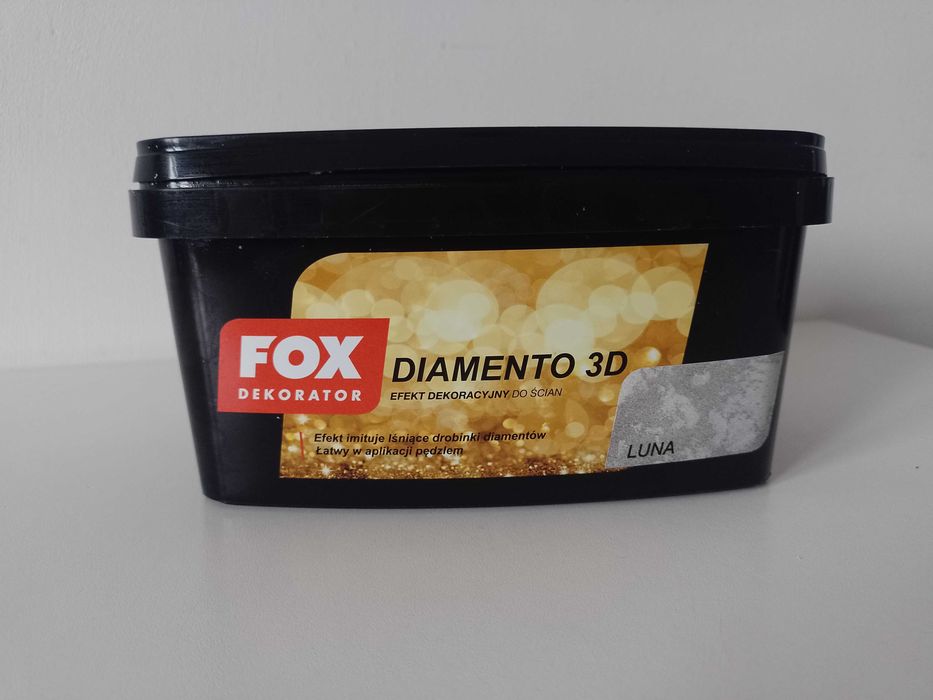 FOX
DEKORATOR
DIAMENTO 3D
EFEKT DEKORACYJNY DO ŚCIAN
Efekt imituje lśniące drobinki diamentów
Łatwy w aplikacji pędzlem
LUNA